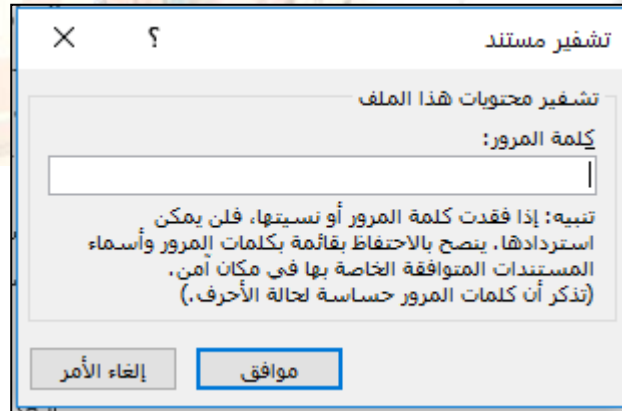 تشفير مستند
؟
تشفير محتويات هذا الملف
كلمة المرور:
تنبيه: إذا فقدت كلمة المرور أو نسيتها، فلن يمكن
استردادها. ينصح بالاحتفاظ بقائمة بكلمات المرور وأسماء
المستندات المتوافقة الخاصة بها في مكان آمن.
(تذكر أن كلمات المرور حساسة لحالة الأحرف.)
موافق
إلغاء الأمر